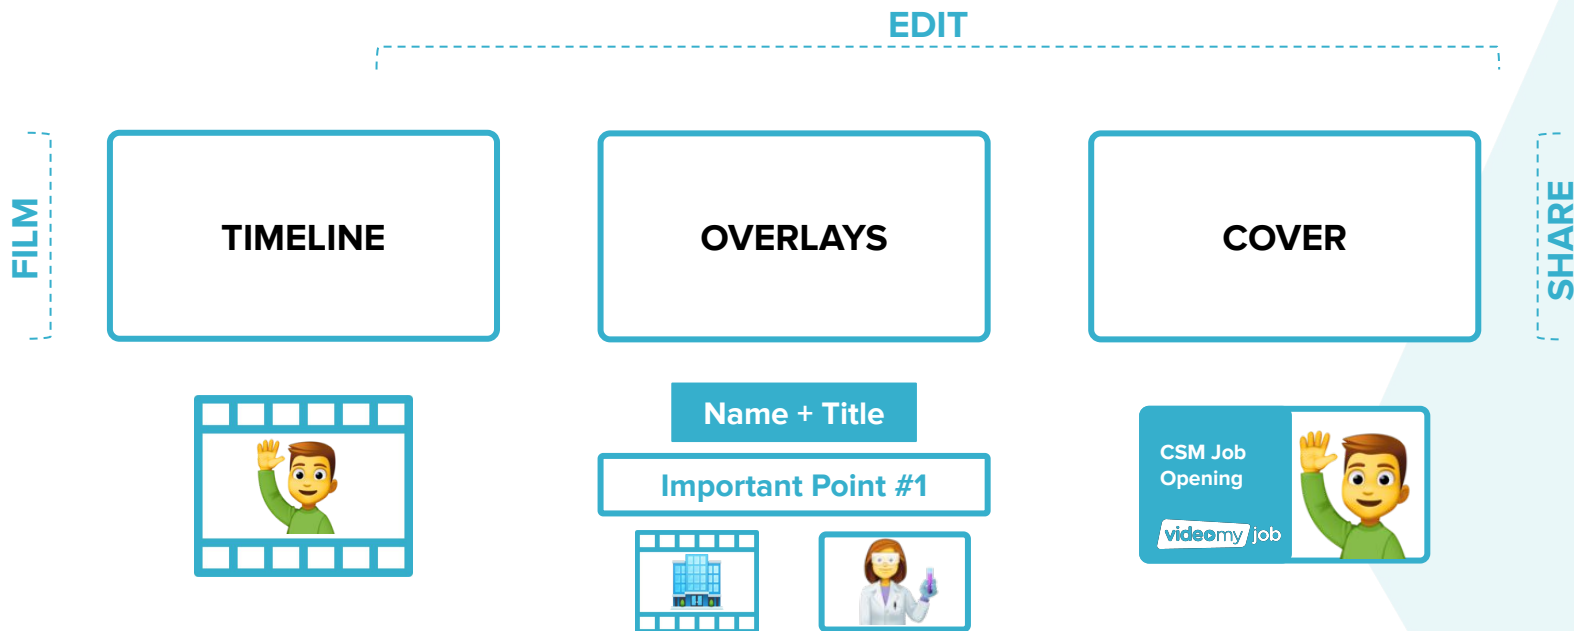 EDIT
FILM
TIMELINE
OVERLAYS
COVER
SHARE
Name + Title
Important Point #1
CSM Job
Opening
videomyjob